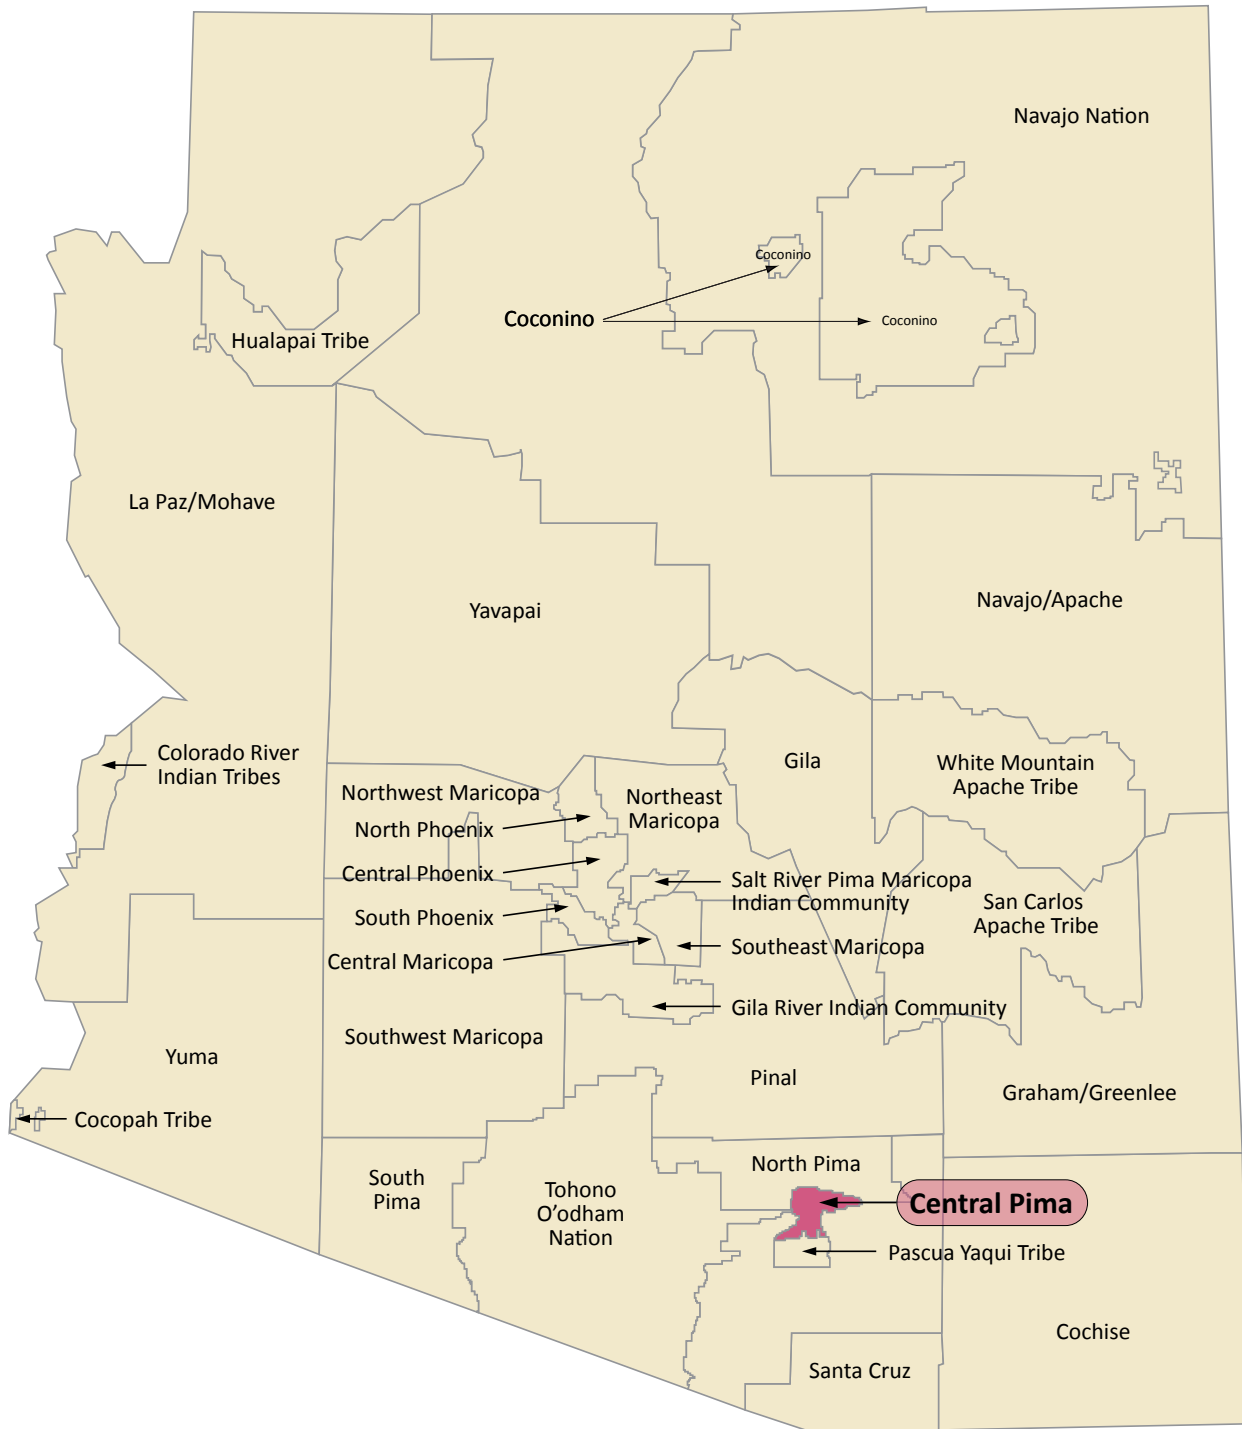 Navajo Nation
Coconino
Coconino
Coconino
Hualapai Tribe
La Paz/Mohave
Yavapai
Navajo/Apache
Colorado River
Indian Tribes
Gila
White Mountain
Apache Tribe
Northwest Maricopa
Northeast
Maricopa
North Phoenix
Central Phoenix
Salt River Pima Maricopa
Indian Community
San Carlos
Apache Tribe
South Phoenix
Southeast Maricopa
Central Maricopa
Gila River Indian Community
Southwest Maricopa
Yuma
Pinal
Graham/Greenlee
Cocopah Tribe
North Pima
South
Pima
Tohono
O'odham
Nation
Central Pima
Pascua Yaqui Tribe
Cochise
Santa Cruz